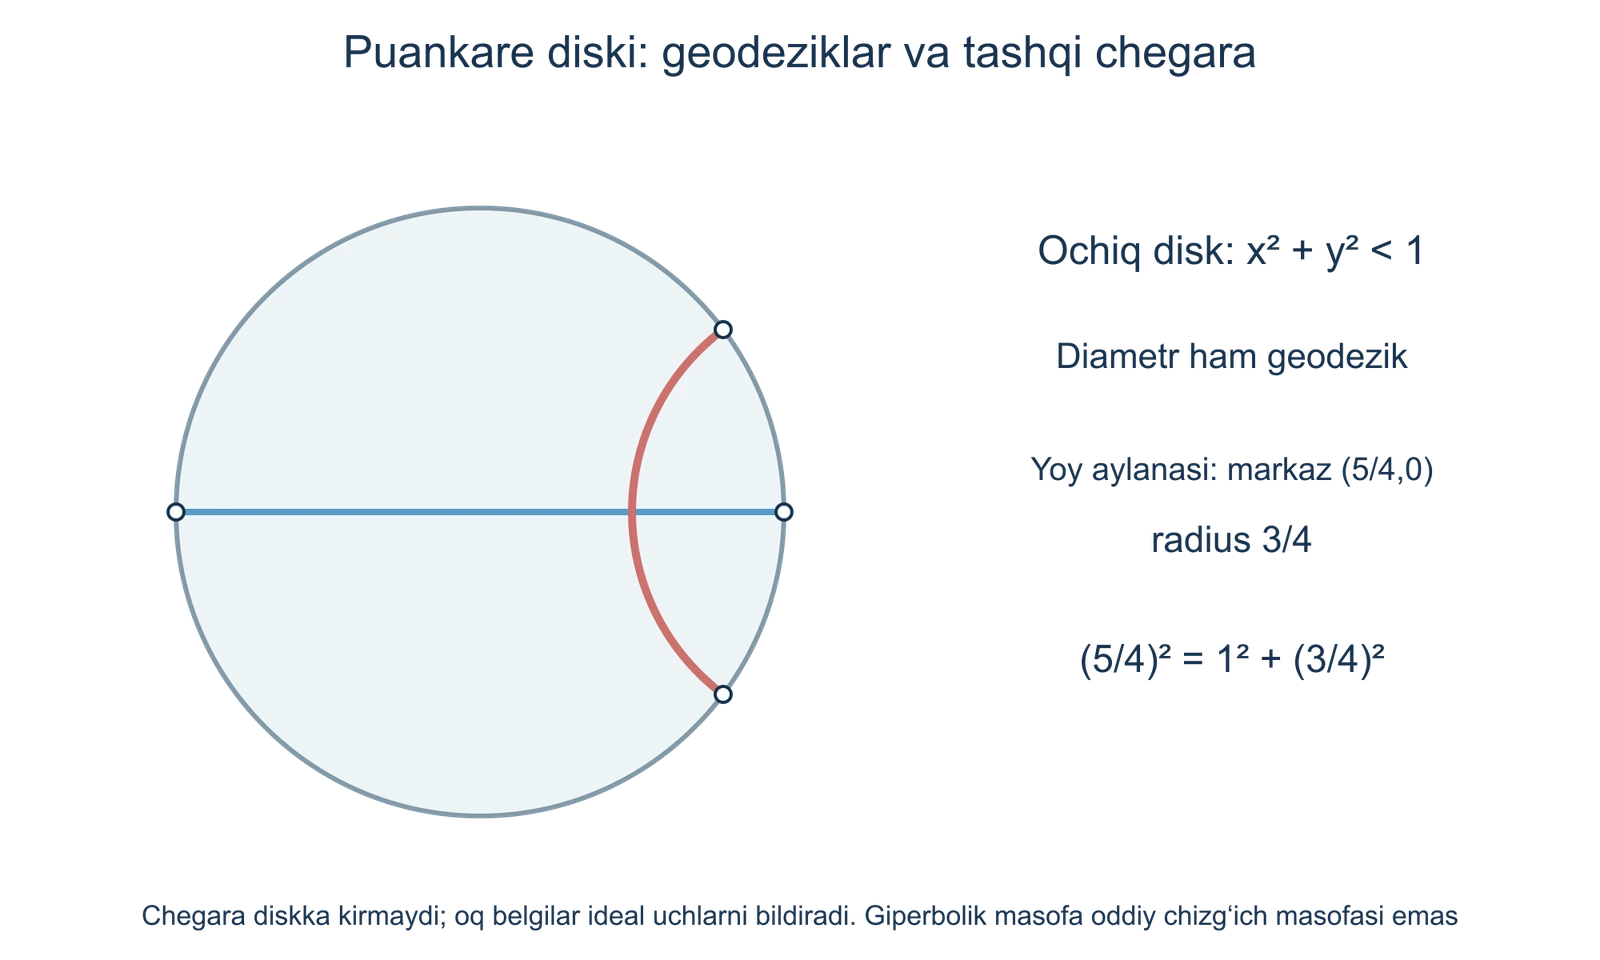 Puankare diski: geodeziklar va tashqi chegara
Ochiq disk: x² + y² < 1
Diametr ham geodezik
Yoy aylanasi: markaz (5/4,0)
radius 3/4
(5/4)² = 1² + (3/4)²
Chegara diskka kirmaydi; oq belgilar ideal uchlarni bildiradi. Giperbolik masofa oddiy chizg‘ich masofasi emas